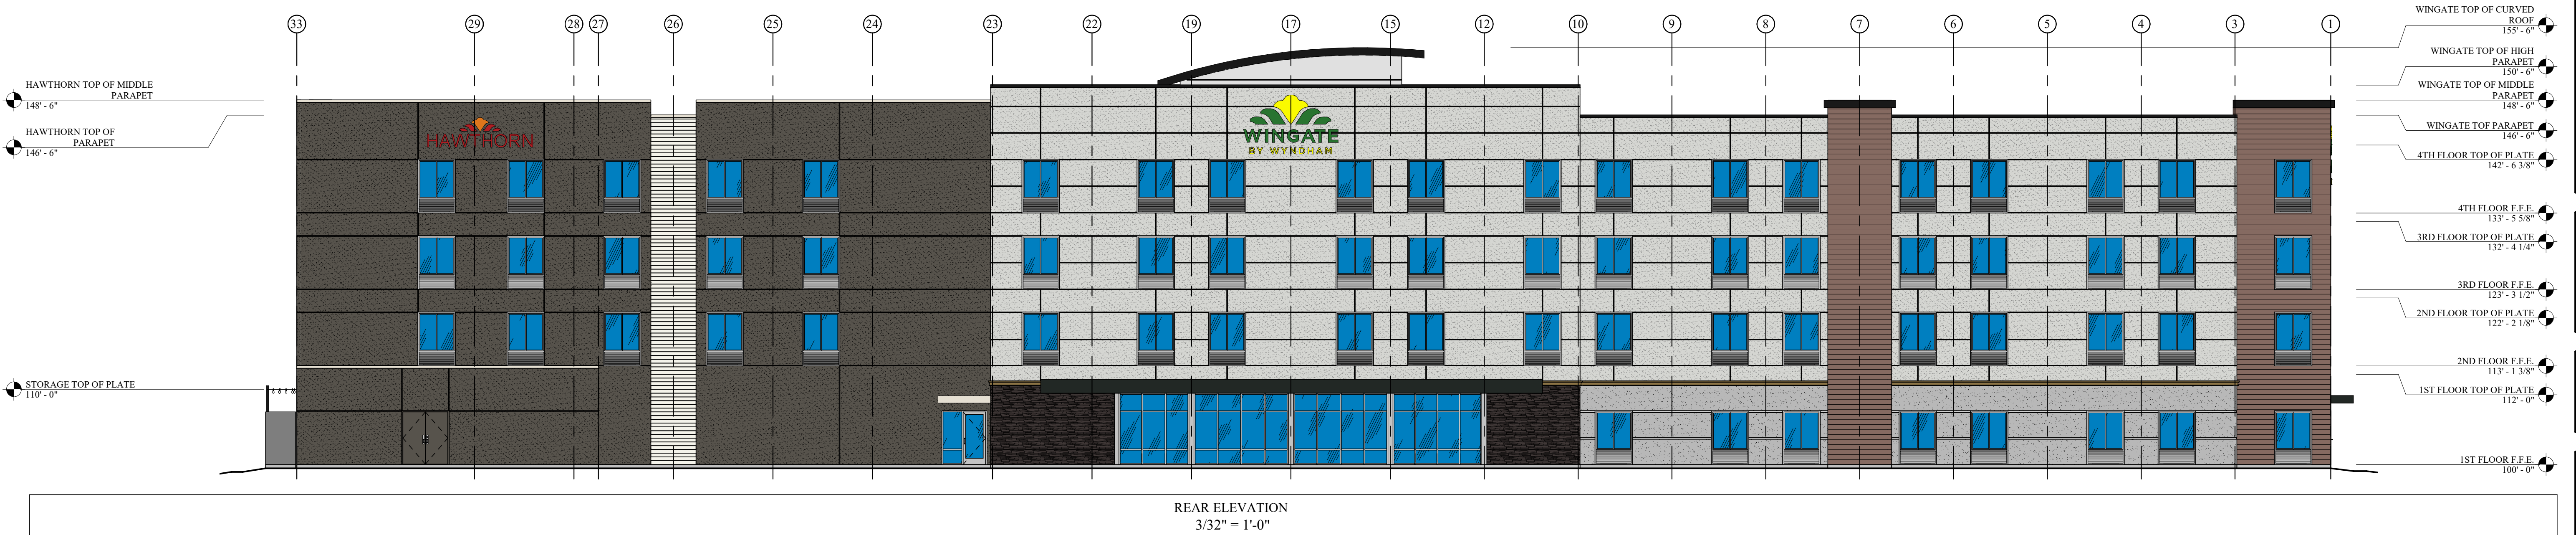 33 29 28 27 26 25 24 23 22 19 17 15 12 10 9 8 7 6 5 4 3 1
HAWTHORN TOP OF MIDDLE
PARAPET
148' - 6"
HAWTHORN TOP OF
PARAPET
146' - 6"
STORAGE TOP OF PLATE
110' - 0"
HAWTHORN
WINGATE
BY WYNDHAM
WINGATE TOP OF CURVED
ROOF
155' - 6"
WINGATE TOP OF HIGH
PARAPET
150' - 6"
WINGATE TOP OF MIDDLE
PARAPET
148' - 6"
WINGATE TOF PARAPET
146' - 6"
4TH FLOOR TOP OF PLATE
142' - 6 3/8"
4TH FLOOR F.F.E.
133' - 5 5/8"
3RD FLOOR TOP OF PLATE
132' - 4 1/4"
3RD FLOOR F.F.E.
123' - 3 1/2"
2ND FLOOR TOP OF PLATE
122' - 2 1/8"
2ND FLOOR F.F.E.
113' - 1 3/8"
1ST FLOOR TOP OF PLATE
112' - 0"
1ST FLOOR F.F.E.
100' - 0"
REAR ELEVATION
3/32" = 1'-0"